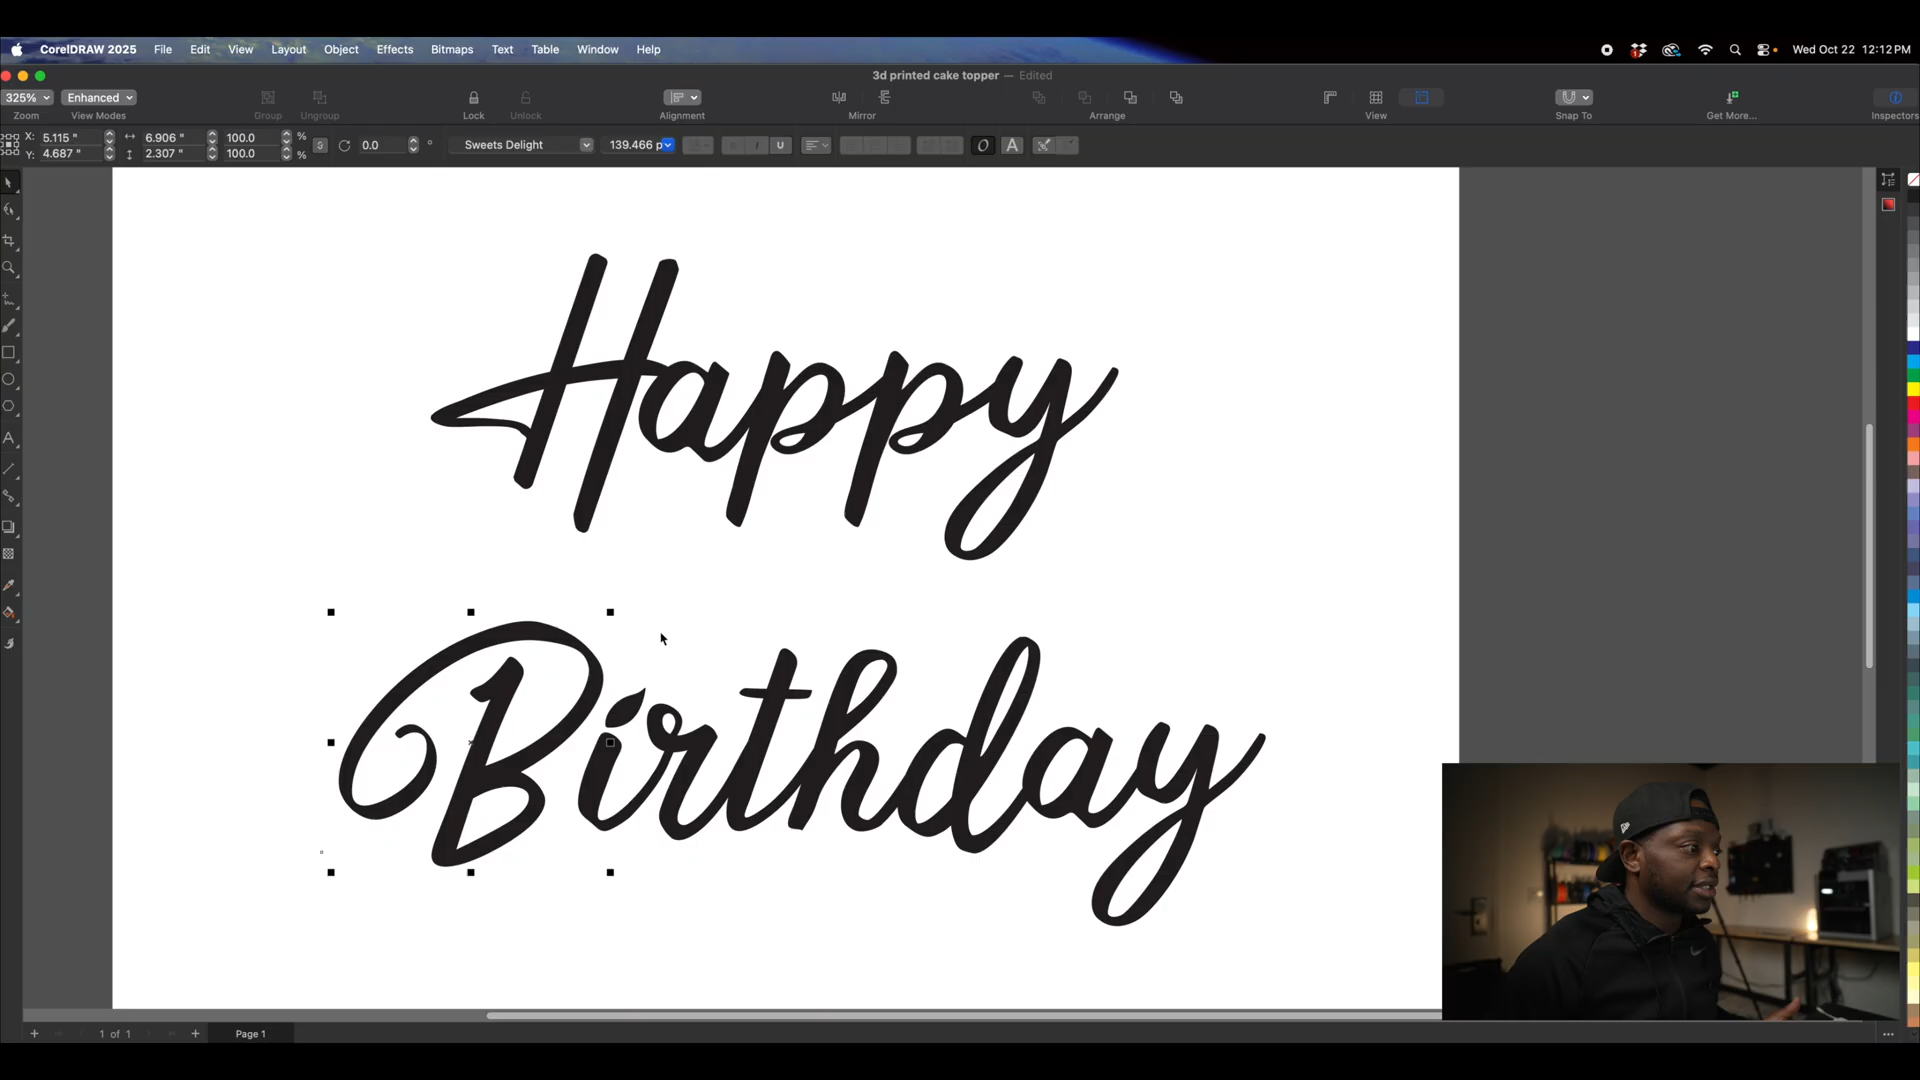 CorelDRAW 2025 File Edit View Layout Object Effects Bitmaps Text Table Window Help Wed Oct 22 12:12 PM
3d printed cake topper — Edited
325% Enhanced
Zoom View Modes Group Ungroup Lock Unlock Alignment Mirror Arrange View Snap To Get More... Inspectors
X: 5.115 " 6.906 " 100.0 % 0.0 ° Sweets Delight 139.466 p U O A
Y: 4.687 " 2.307 " 100.0 %
Happy
Birthday
1 of 1 Page 1